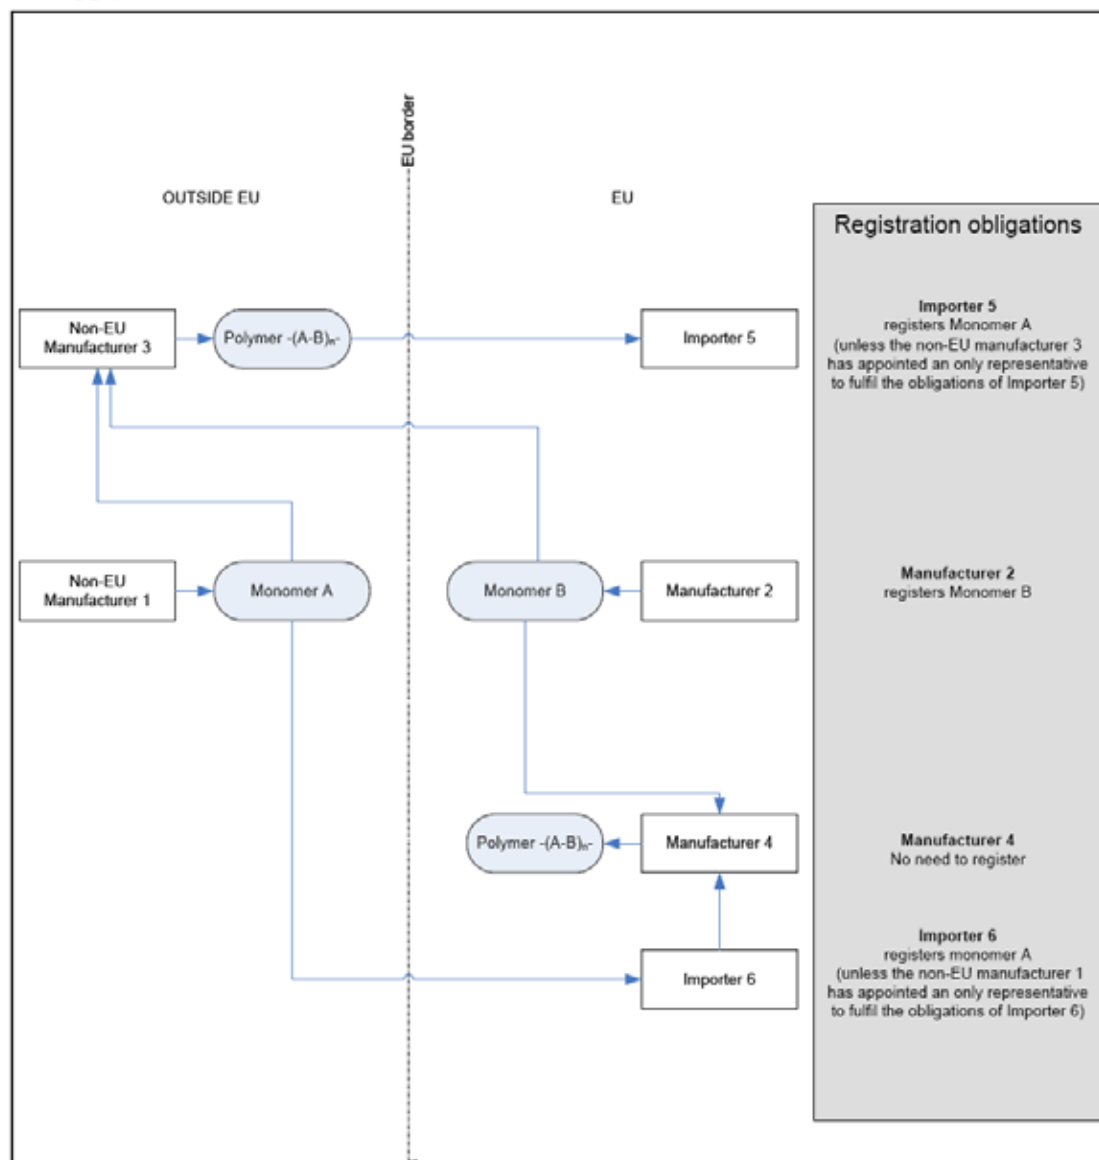 EU border
OUTSIDE EU
EU
Registration obligations
Non-EU
Manufacturer 3
Polymer -(A-B)ₙ-
Importer 5
Importer 5
registers Monomer A
(unless the non-EU manufacturer 3
has appointed an only representative
to fulfil the obligations of Importer 5)
Non-EU
Manufacturer 1
Monomer A
Monomer B
Manufacturer 2
Manufacturer 2
registers Monomer B
Polymer -(A-B)ₙ-
Manufacturer 4
Manufacturer 4
No need to register
Importer 6
Importer 6
registers monomer A
(unless the non-EU manufacturer 1
has appointed an only representative
to fulfil the obligations of Importer 6)